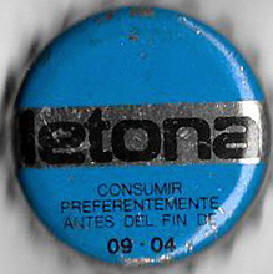 letona
CONSUMIR
PREFERENTEMENTE
ANTES DEL FIN DE
09-04